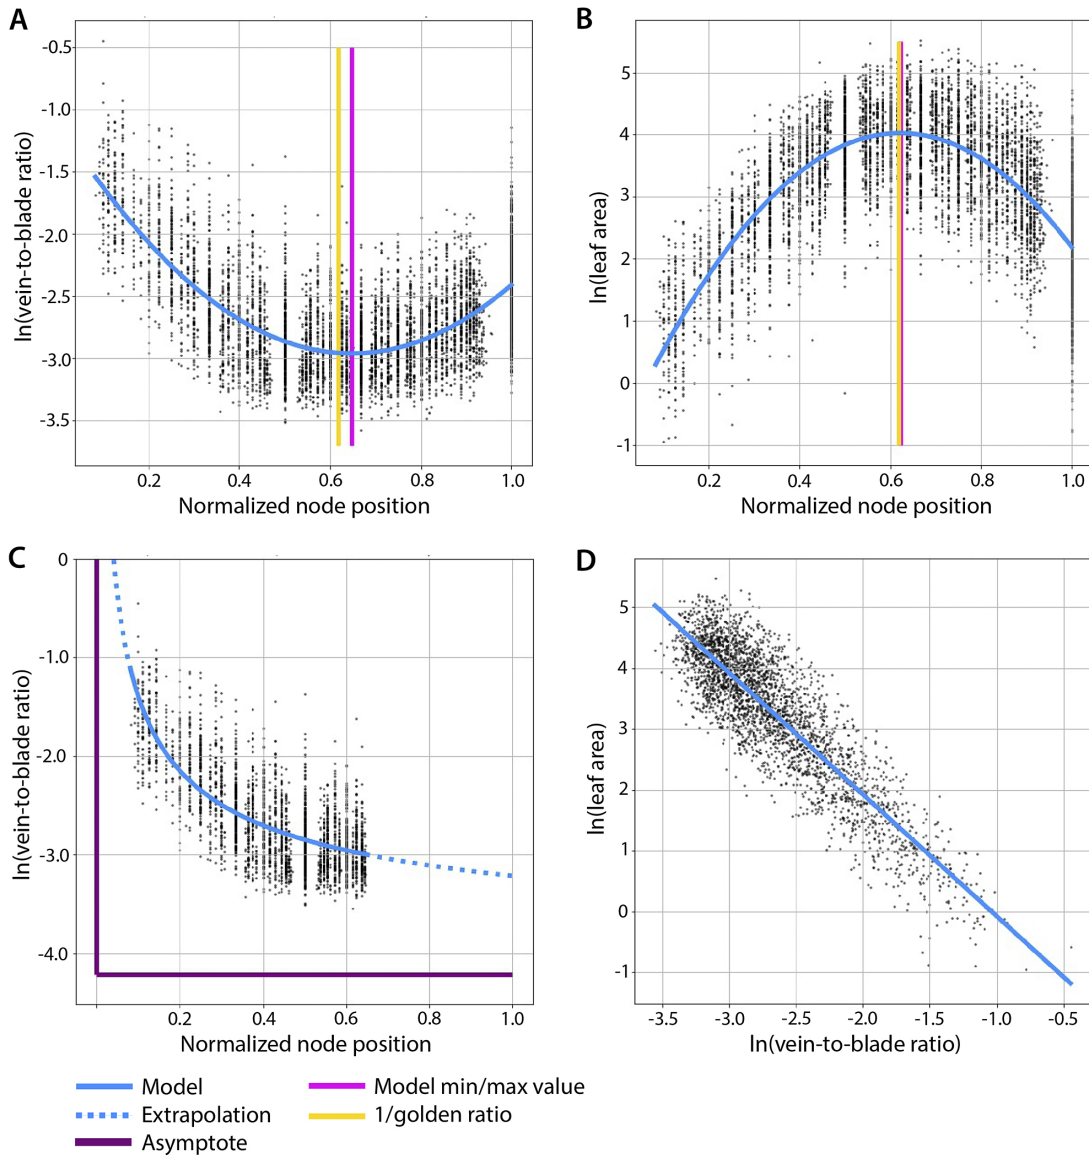 A
ln(vein-to-blade ratio)
-0.5
-1.0
-1.5
-2.0
-2.5
-3.0
-3.5
0.2 0.4 0.6 0.8 1.0
Normalized node position
B
ln(leaf area)
5
4
3
2
1
0
-1
0.2 0.4 0.6 0.8 1.0
Normalized node position
C
ln(vein-to-blade ratio)
0
-1.0
-2.0
-3.0
-4.0
0.2 0.4 0.6 0.8 1.0
Normalized node position
D
ln(leaf area)
5
4
3
2
1
0
-1
-3.5 -3.0 -2.5 -2.0 -1.5 -1.0 -0.5
ln(vein-to-blade ratio)
Model
Extrapolation
Asymptote
Model min/max value
1/golden ratio